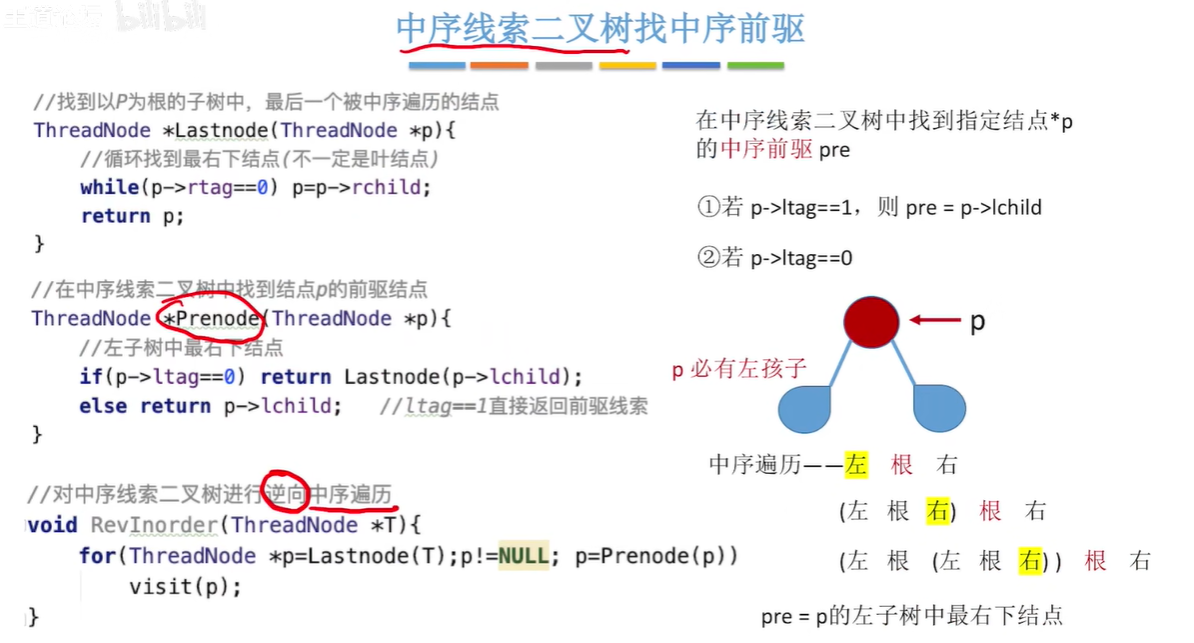 bilibili
中序线索二叉树找中序前驱
//找到以P为根的子树中，最后一个被中序遍历的结点
ThreadNode *Lastnode(ThreadNode *p){
//循环找到最右下结点(不一定是叶结点)
while(p->rtag==0) p=p->rchild;
return p;
}
//在中序线索二叉树中找到结点p的前驱结点
ThreadNode *Prenode(ThreadNode *p){
//左子树中最右下结点
if(p->ltag==0) return Lastnode(p->lchild);
else return p->lchild; //ltag==1直接返回前驱线索
}
//对中序线索二叉树进行逆向中序遍历
void RevInorder(ThreadNode *T){
for(ThreadNode *p=Lastnode(T);p!=NULL; p=Prenode(p))
visit(p);
}
在中序线索二叉树中找到指定结点*p
的中序前驱 pre
①若 p->ltag==1，则 pre = p->lchild
②若 p->ltag==0
p
p 必有左孩子
中序遍历——左 根 右
(左 根 右) 根 右
(左 根 (左 根 右)) 根 右
pre = p的左子树中最右下结点